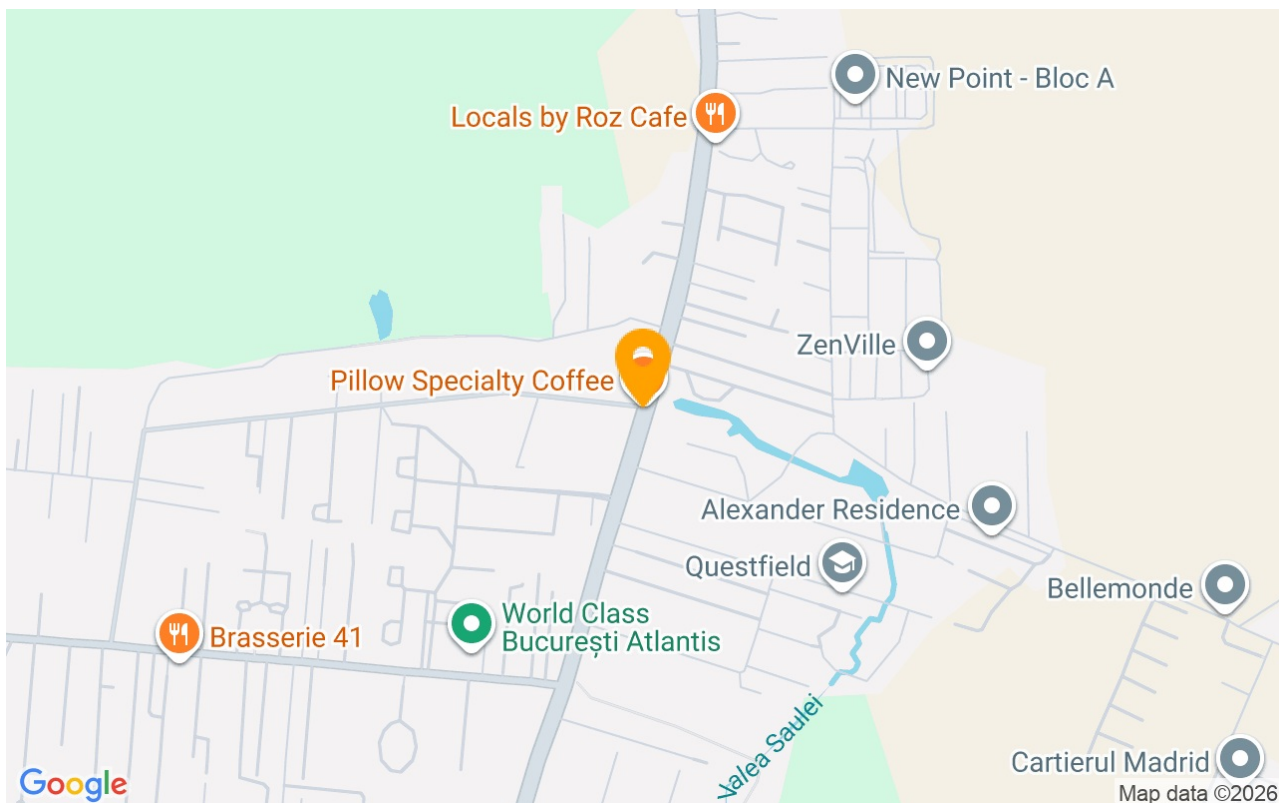 New Point - Bloc A
Locals by Roz Cafe
ZenVille
Pillow Specialty Coffee
Alexander Residence
Questfield
Bellemonde
World Class
București Atlantis
Brasserie 41
Valea Saulei
Cartierul Madrid
Google
Map data ©2026